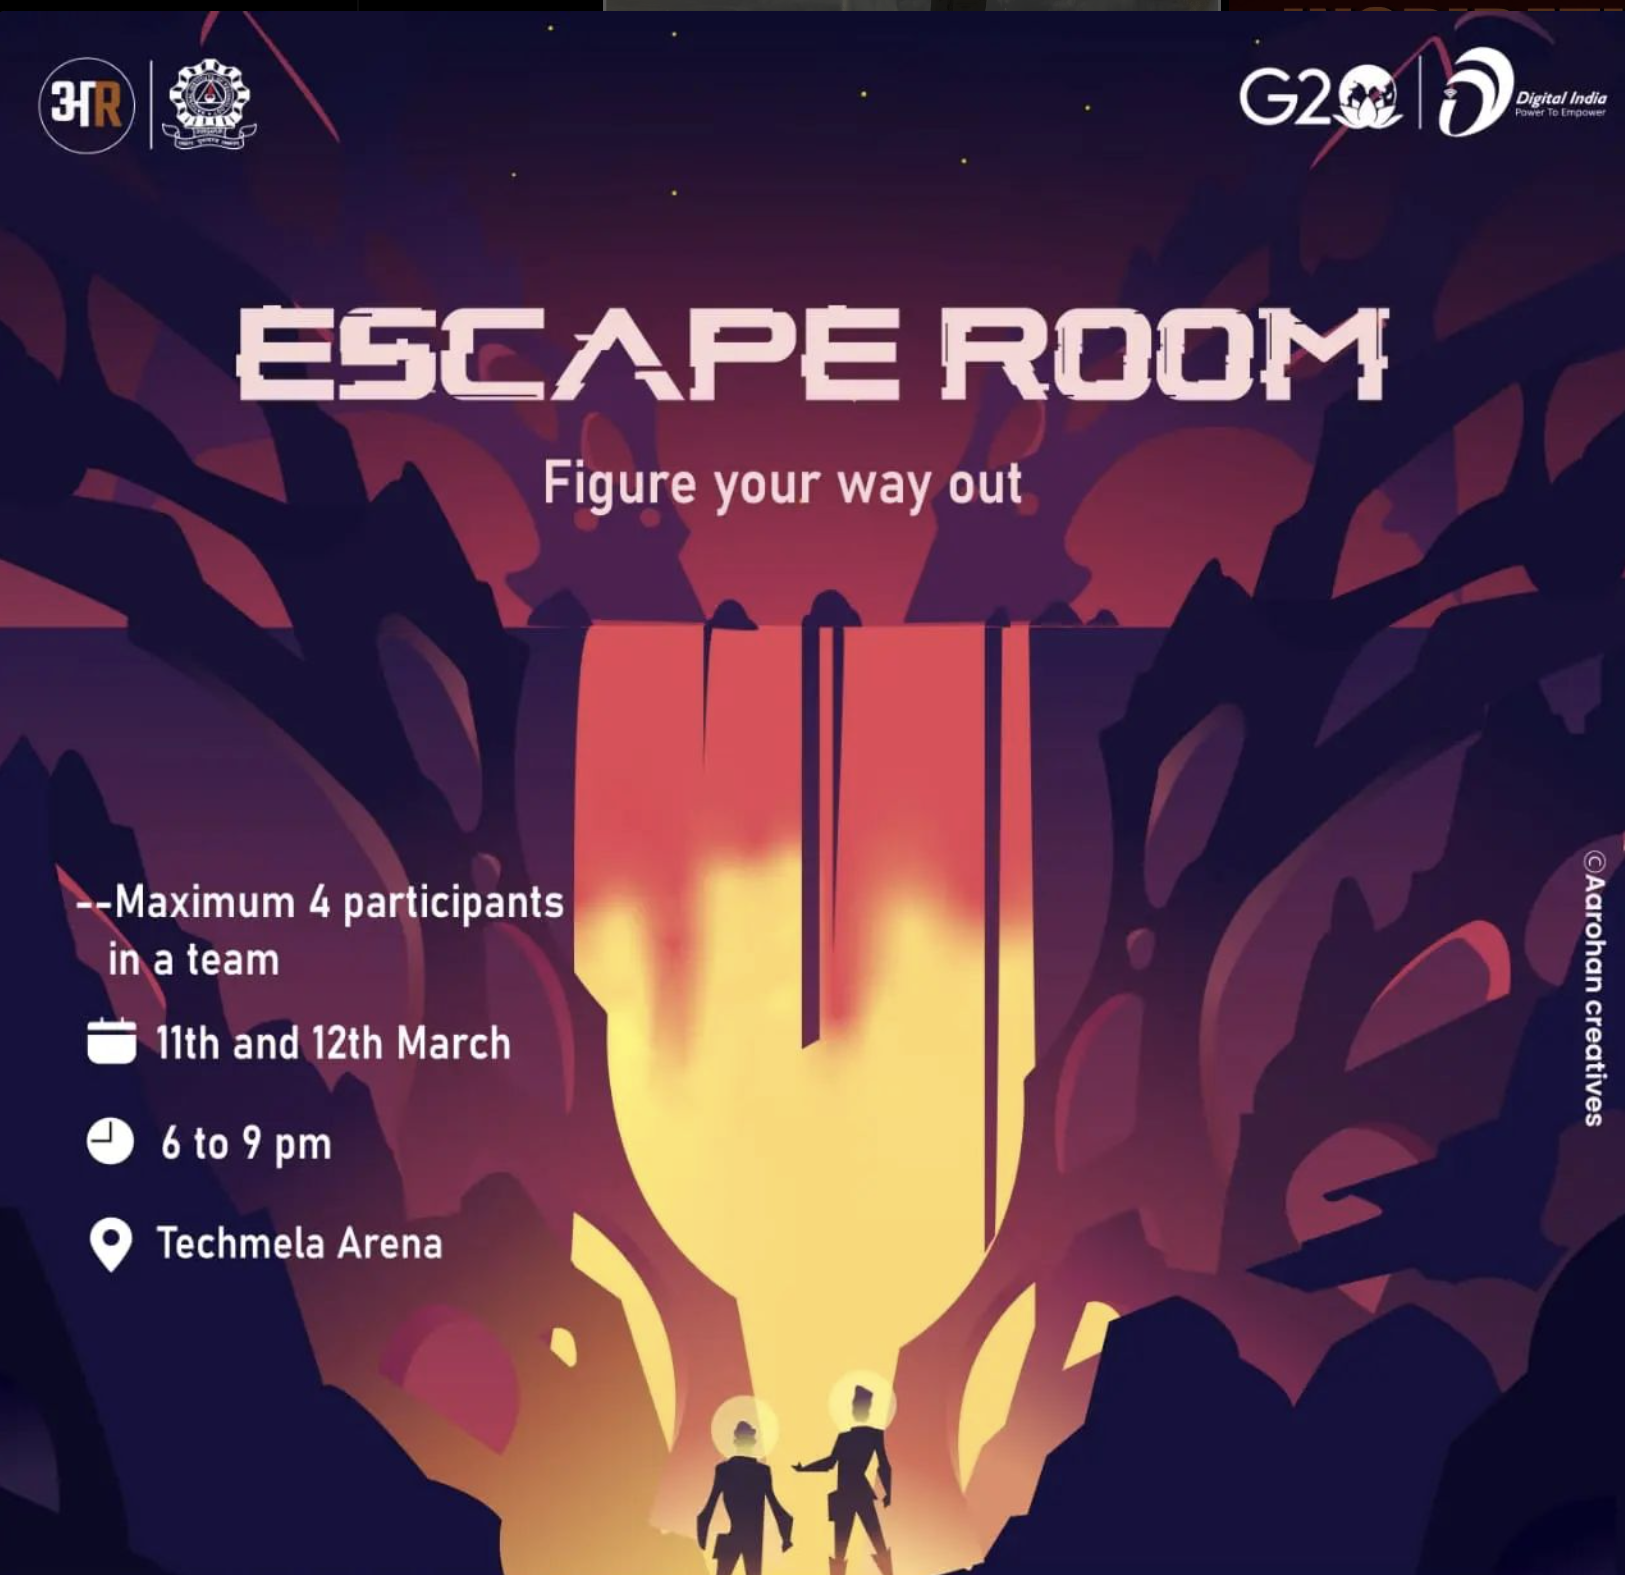 अR
G20
Digital India
Power To Empower
ESCAPE ROOM
Figure your way out
--Maximum 4 participants
in a team
11th and 12th March
6 to 9 pm
Techmela Arena
©Aarohan creatives